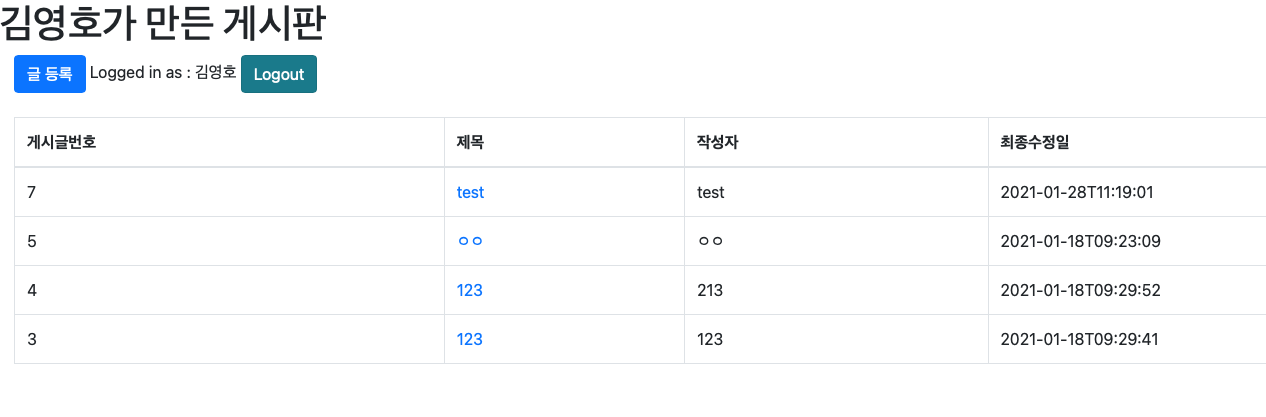 김영호가 만든 게시판
글 등록 Logged in as : 김영호 Logout
게시글번호 제목 작성자 최종수정일
7 test test 2021-01-28T11:19:01
5 ㅇㅇ ㅇㅇ 2021-01-18T09:23:09
4 123 213 2021-01-18T09:29:52
3 123 123 2021-01-18T09:29:41